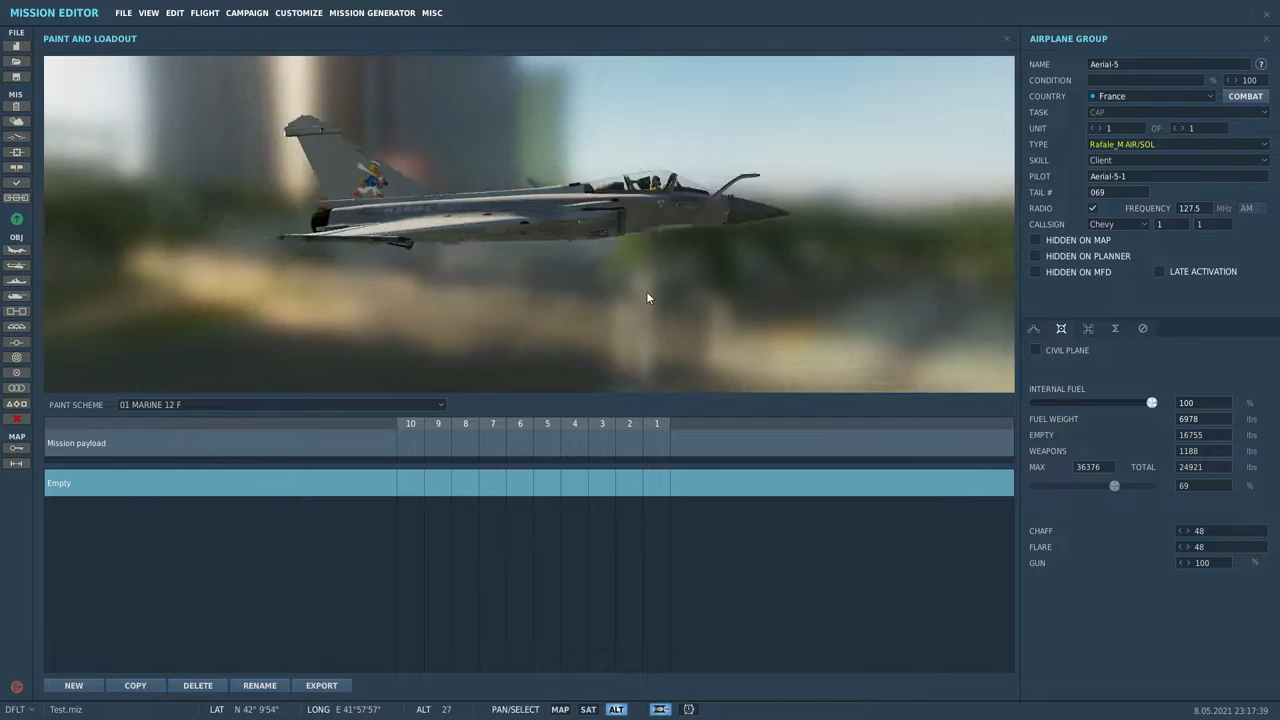 MISSION EDITOR FILE VIEW EDIT FLIGHT CAMPAIGN CUSTOMIZE MISSION GENERATOR MISC
FILE
MIS
OBJ
MAP
PAINT AND LOADOUT
MARINE
PAINT SCHEME 01 MARINE 12 F
10 9 8 7 6 5 4 3 2 1
Mission payload
Empty
NEW COPY DELETE RENAME EXPORT
AIRPLANE GROUP
NAME Aerial-5 ?
CONDITION % < > 100
COUNTRY France COMBAT
TASK CAP
UNIT < > 1 OF < > 1
TYPE Rafale_M AIR/SOL
SKILL Client
PILOT Aerial-5-1
TAIL # 069
RADIO FREQUENCY 127.5 MHz AM
CALLSIGN Chevy 1 1
HIDDEN ON MAP
HIDDEN ON PLANNER
HIDDEN ON MFD LATE ACTIVATION
CIVIL PLANE
INTERNAL FUEL
100 %
FUEL WEIGHT 6978 lbs
EMPTY 16755 lbs
WEAPONS 1188 lbs
MAX 36376 TOTAL 24921 lbs
69 %
CHAFF < > 48
FLARE < > 48
GUN < > 100 %
DFLT Test.miz LAT N 42° 9'54" LONG E 41°57'57" ALT 27 PAN/SELECT MAP SAT ALT 8.05.2021 23:17:39